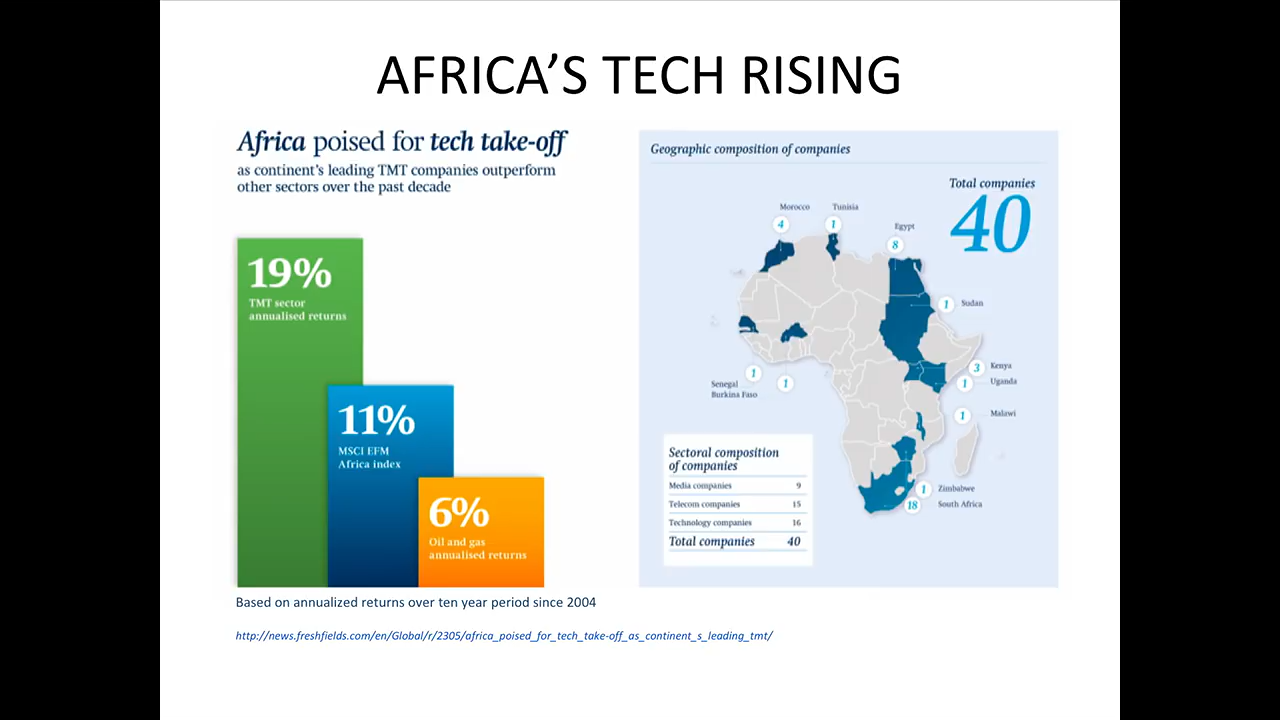 AFRICA’S TECH RISING
Africa poised for tech take-off
as continent's leading TMT companies outperform
other sectors over the past decade
19%
TMT sector
annualised returns
11%
MSCI EFM
Africa index
6%
Oil and gas
annualised returns
Based on annualized returns over ten year period since 2004
http://news.freshfields.com/en/Global/r/2305/africa_poised_for_tech_take-off_as_continent_s_leading_tmt/
Geographic composition of companies
Total companies
40
Morocco
4
Tunisia
1
Egypt
8
1 Sudan
3 Kenya
1 Uganda
1 Malawi
1 Zimbabwe
18 South Africa
1
Senegal
1
Burkina Faso
Sectoral composition
of companies
Media companies 9
Telecom companies 15
Technology companies 16
Total companies 40